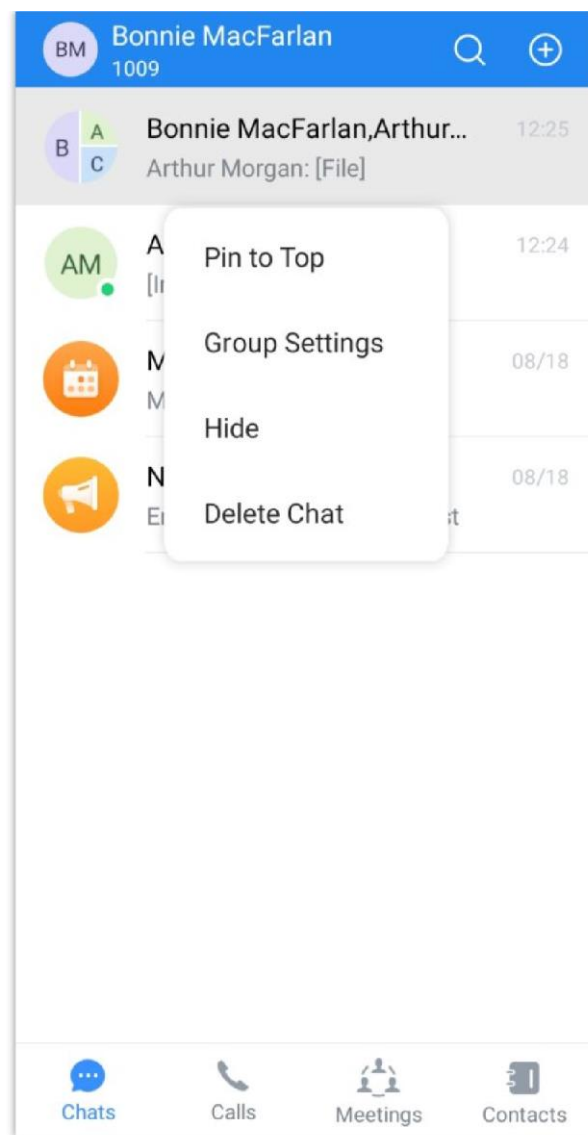 BM
Bonnie MacFarlan
1009
B
A
C
Bonnie MacFarlan,Arthur...
12:25
Arthur Morgan: [File]
AM
A
12:24
Pin to Top
Group Settings
M
08/18
M
Hide
N
08/18
Delete Chat
Chats
Calls
Meetings
Contacts